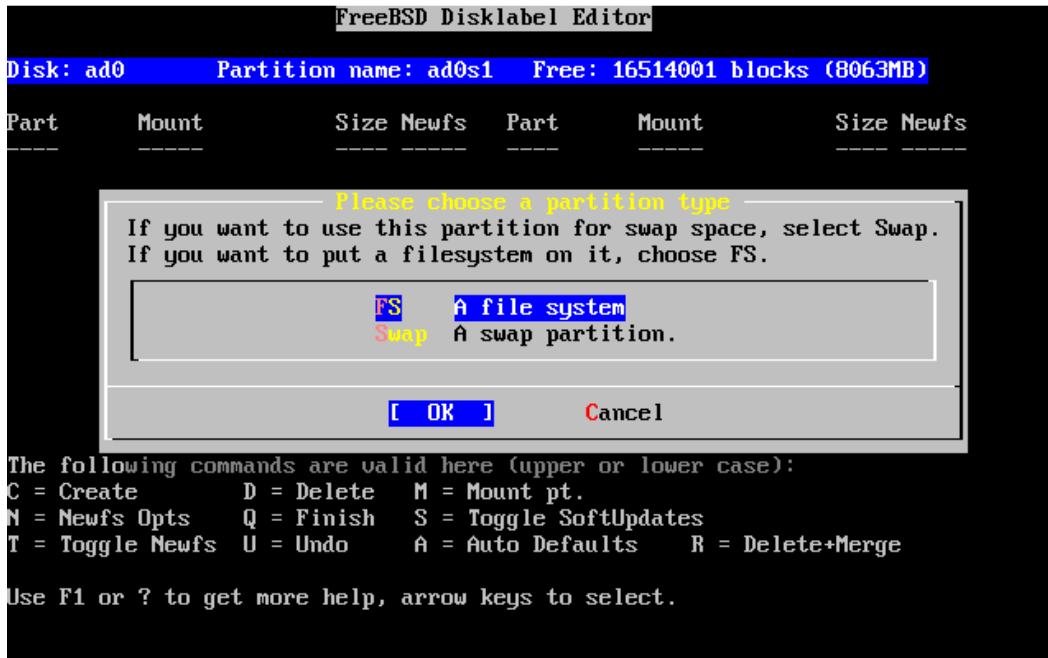 FreeBSD Disklabel Editor
Disk: ad0 Partition name: ad0s1 Free: 16514001 blocks (8063MB)
Part Mount Size Newfs Part Mount Size Newfs
---- ----- ---- ----- ---- ----- ---- -----
Please choose a partition type
If you want to use this partition for swap space, select Swap.
If you want to put a filesystem on it, choose FS.
FS A file system
Swap A swap partition.
[ OK ] Cancel
The following commands are valid here (upper or lower case):
C = Create D = Delete M = Mount pt.
N = Newfs Opts Q = Finish S = Toggle SoftUpdates
T = Toggle Newfs U = Undo A = Auto Defaults R = Delete+Merge
Use F1 or ? to get more help, arrow keys to select.